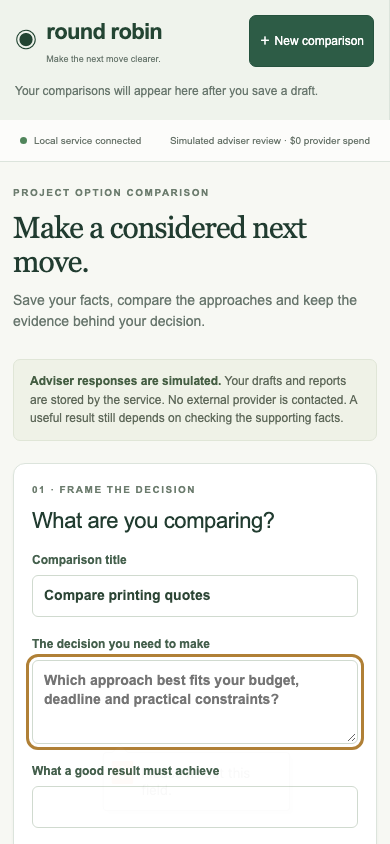 round robin
Make the next move clearer.
+ New comparison
Your comparisons will appear here after you save a draft.
Local service connected
Simulated adviser review · $0 provider spend
PROJECT OPTION COMPARISON
Make a considered next
move.
Save your facts, compare the approaches and keep the
evidence behind your decision.
Adviser responses are simulated. Your drafts and reports
are stored by the service. No external provider is contacted. A
useful result still depends on checking the supporting facts.
01 · FRAME THE DECISION
What are you comparing?
Comparison title
Compare printing quotes
The decision you need to make
Which approach best fits your budget,
deadline and practical constraints?
What a good result must achieve